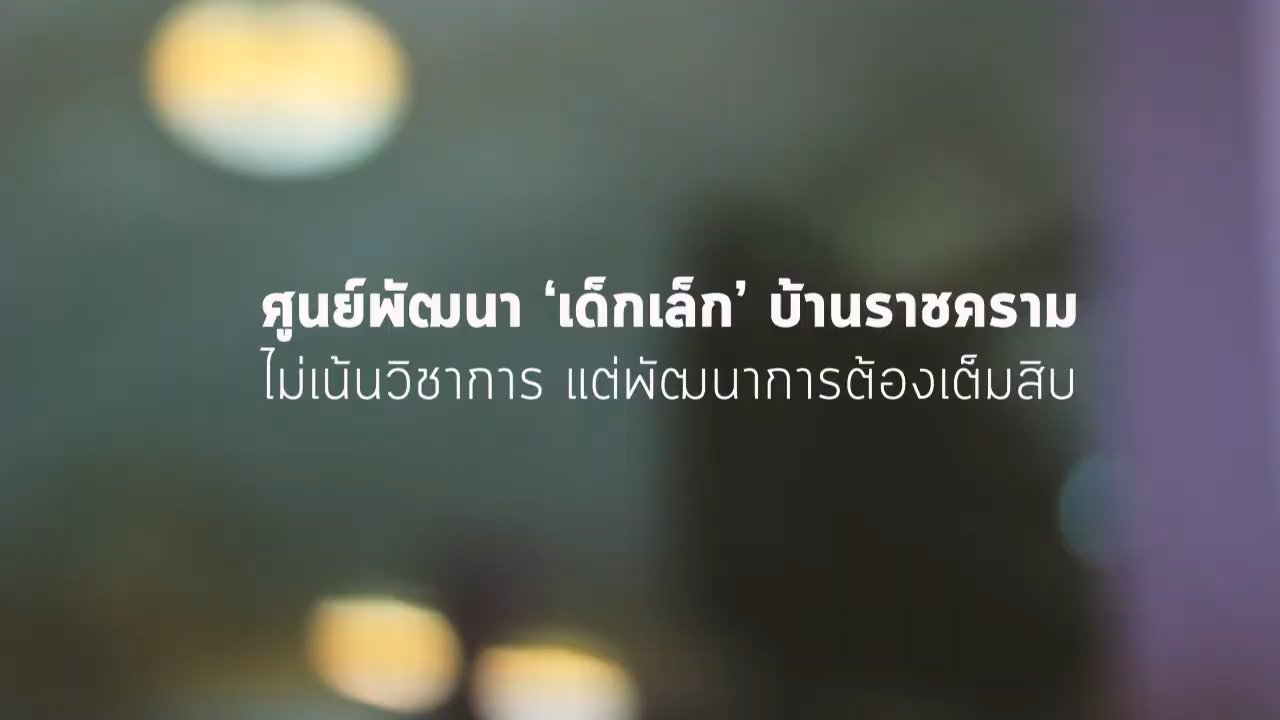 ศูนย์พัฒนา ‘เด็กเล็ก’ บ้านราชคราม
ไม่เน้นวิชาการ แต่พัฒนาการต้องเต็มสิบ